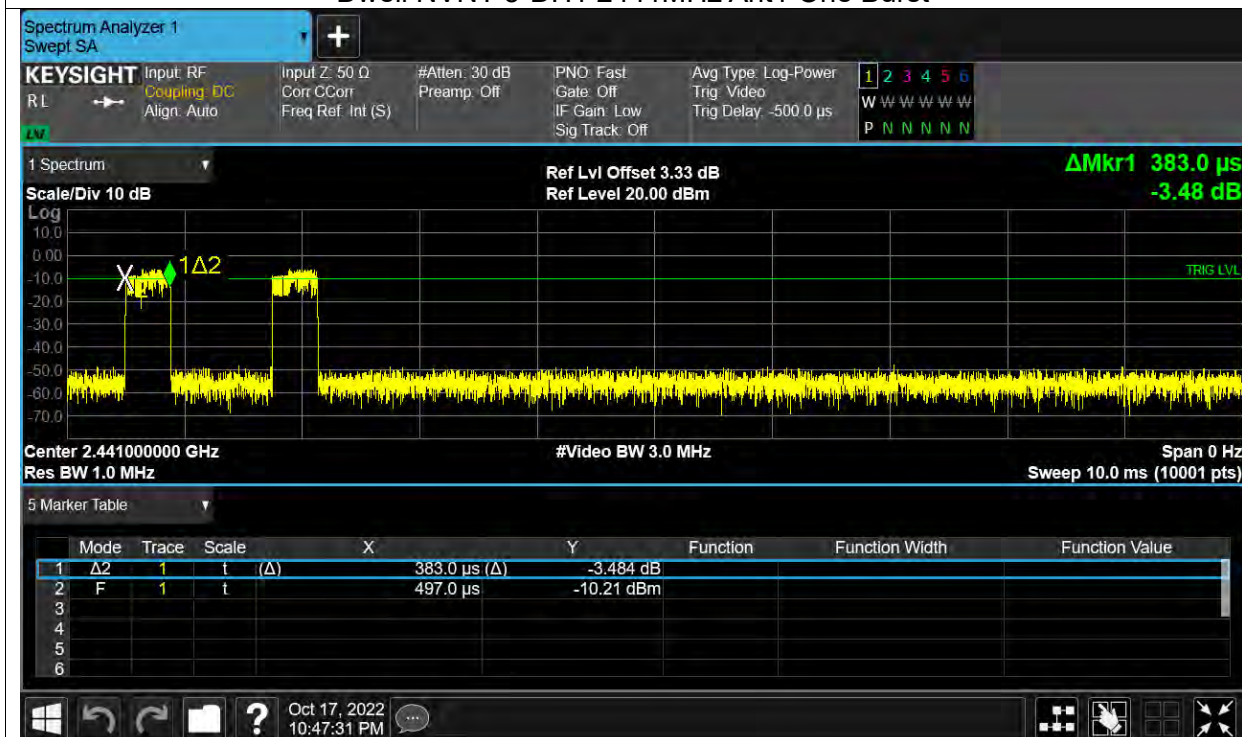 Spectrum Analyzer 1
Swept SA
+
KEYSIGHT Input: RF Input Z: 50 Ω #Atten: 30 dB PNO: Fast Avg Type: Log-Power 1 2 3 4 5 6
RL Coupling: DC Corr CCorr Preamp: Off Gate: Off Trig: Video W W W W W W
Align: Auto Freq Ref: Int (S) IF Gain: Low Trig Delay: -500.0 µs
Sig Track: Off P N N N N N
1 Spectrum Ref Lvl Offset 3.33 dB ΔMkr1 383.0 µs
Scale/Div 10 dB Ref Level 20.00 dBm -3.48 dB
Log
10.0
0.00
1Δ2
-10.0
TRIG LVL
-20.0
-30.0
-40.0
-50.0
-60.0
-70.0
Center 2.441000000 GHz #Video BW 3.0 MHz Span 0 Hz
Res BW 1.0 MHz Sweep 10.0 ms (10001 pts)
5 Marker Table
Mode Trace Scale X Y Function Function Width Function Value
1 Δ2 1 t (Δ) 383.0 µs (Δ) -3.484 dB
2 F 1 t 497.0 µs -10.21 dBm
3
4
5
6
? Oct 17, 2022
10:47:31 PM